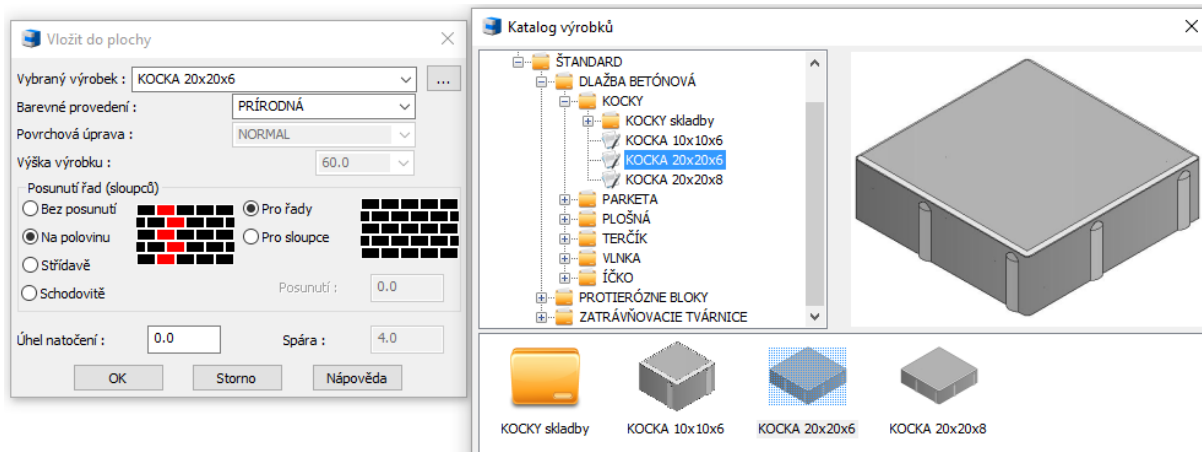 Vložit do plochy
Vybraný výrobek : KOCKA 20x20x6 ...
Barevné provedení : PRÍRODNÁ
Povrchová úprava : NORMAL
Výška výrobku : 60.0
Posunutí řad (sloupců)
Bez posunutí Pro řady
Na polovinu Pro sloupce
Střídavě
Schodovitě Posunutí : 0.0
Úhel natočení : 0.0 Spára : 4.0
OK Storno Nápověda
Katalog výrobků
ŠTANDARD
DLAŽBA BETÓNOVÁ
KOCKY
KOCKY skladby
KOCKA 10x10x6
KOCKA 20x20x6
KOCKA 20x20x8
PARKETA
PLOŠNÁ
TERČÍK
VLNKA
ÍČKO
PROTIERÓZNE BLOKY
ZATRÁVŇOVACIE TVÁRNICE
KOCKY skladby KOCKA 10x10x6 KOCKA 20x20x6 KOCKA 20x20x8